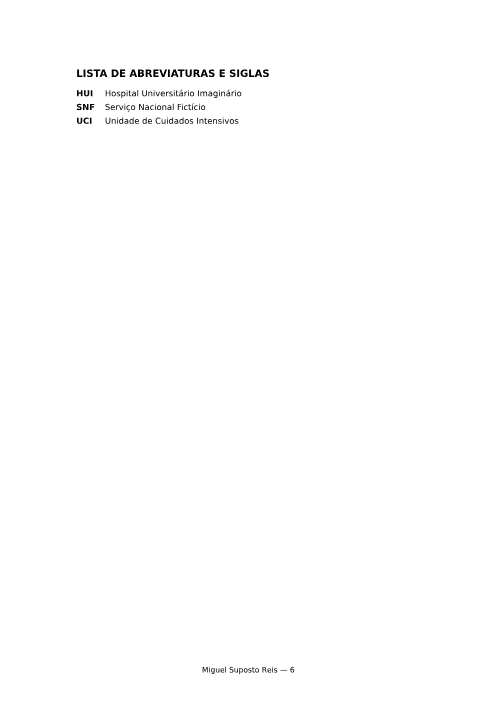 LISTA DE ABREVIATURAS E SIGLAS
HUI Hospital Universitário Imaginário
SNF Serviço Nacional Fictício
UCI Unidade de Cuidados Intensivos
Miguel Suposto Reis — 6